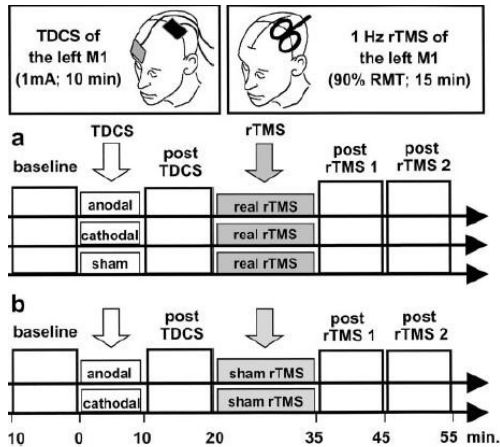 TDCS of
the left M1
(1mA; 10 min)
1 Hz rTMS of
the left M1
(90% RMT; 15 min)
a
TDCS
rTMS
baseline
post
TDCS
post
rTMS 1
post
rTMS 2
anodal
real rTMS
cathodal
real rTMS
sham
real rTMS
b
baseline
post
TDCS
post
rTMS 1
post
rTMS 2
anodal
sham rTMS
cathodal
sham rTMS
10 0 10 20 35 45 55 min.